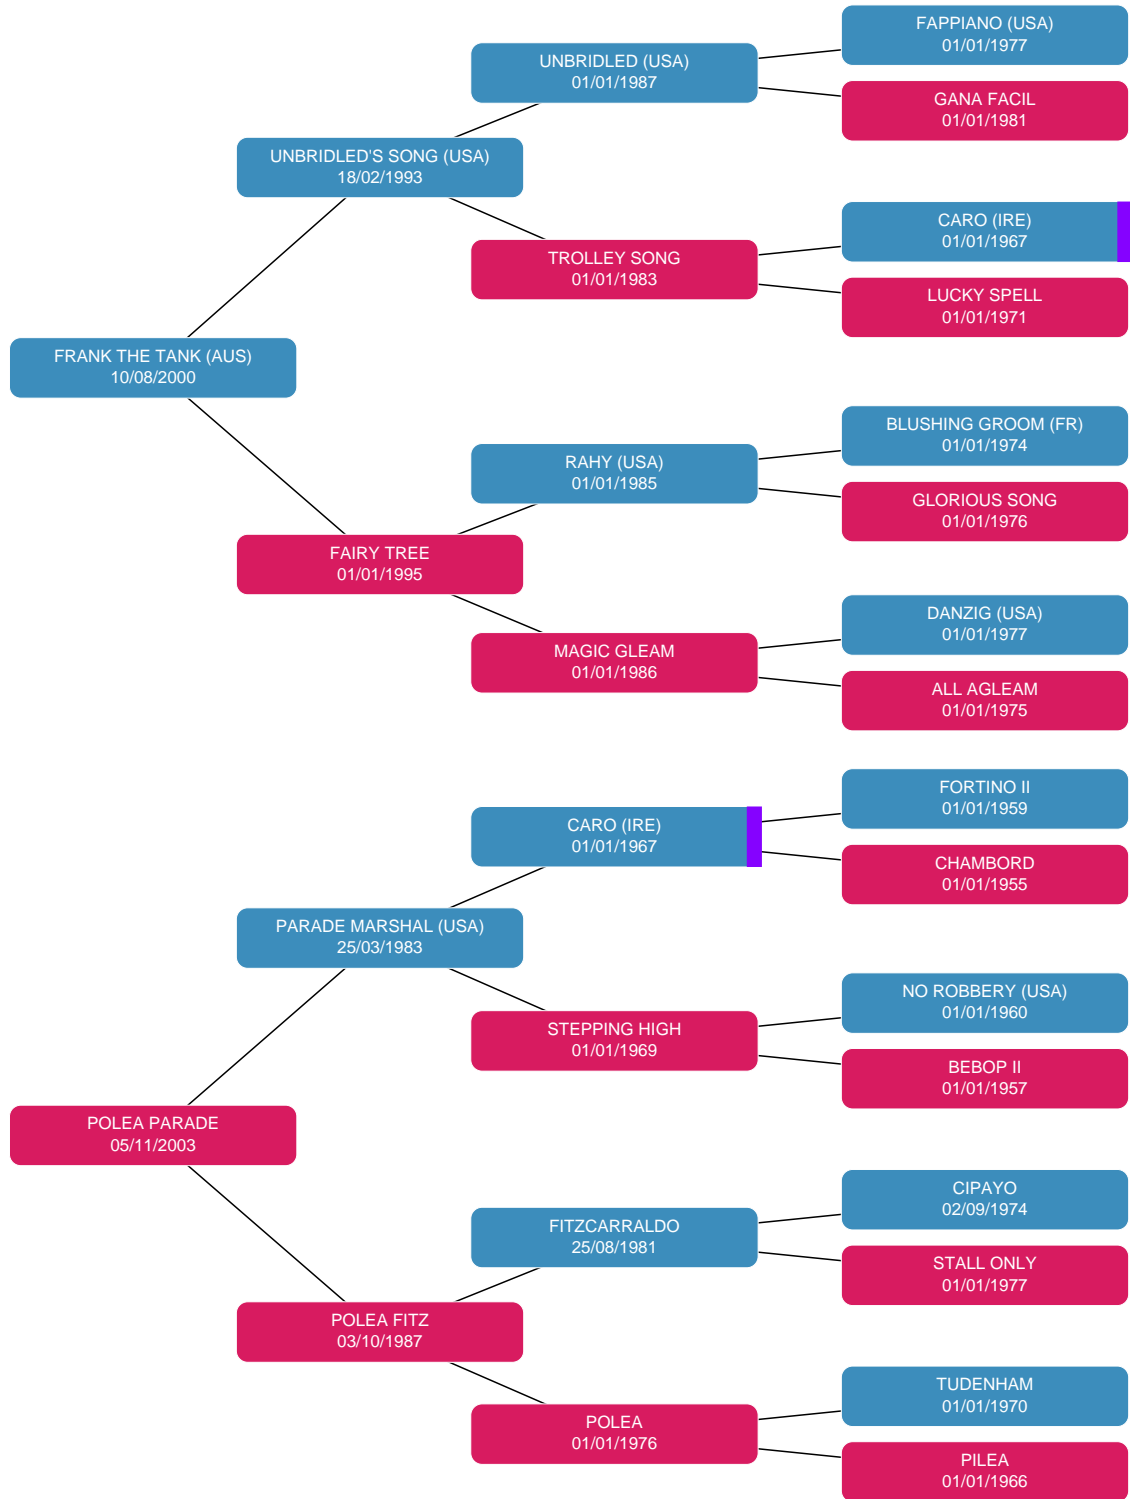 FAPPIANO (USA)
01/01/1977
UNBRIDLED (USA)
01/01/1987
GANA FACIL
01/01/1981
UNBRIDLED'S SONG (USA)
18/02/1993
CARO (IRE)
01/01/1967
TROLLEY SONG
01/01/1983
LUCKY SPELL
01/01/1971
FRANK THE TANK (AUS)
10/08/2000
BLUSHING GROOM (FR)
01/01/1974
RAHY (USA)
01/01/1985
GLORIOUS SONG
01/01/1976
FAIRY TREE
01/01/1995
DANZIG (USA)
01/01/1977
MAGIC GLEAM
01/01/1986
ALL AGLEAM
01/01/1975
FORTINO II
01/01/1959
CARO (IRE)
01/01/1967
CHAMBORD
01/01/1955
PARADE MARSHAL (USA)
25/03/1983
NO ROBBERY (USA)
01/01/1960
STEPPING HIGH
01/01/1969
BEBOP II
01/01/1957
POLEA PARADE
05/11/2003
CIPAYO
02/09/1974
FITZCARRALDO
25/08/1981
STALL ONLY
01/01/1977
POLEA FITZ
03/10/1987
TUDENHAM
01/01/1970
POLEA
01/01/1976
PILEA
01/01/1966